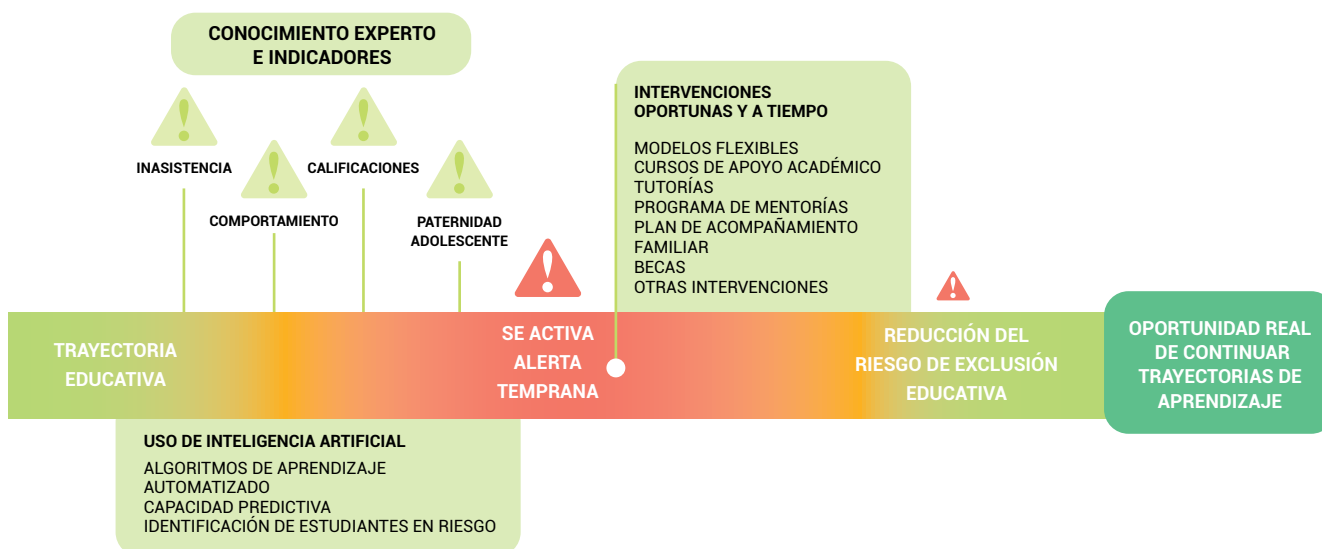 CONOCIMIENTO EXPERTO
E INDICADORES
INASISTENCIA
COMPORTAMIENTO
CALIFICACIONES
PATERNIDAD
ADOLESCENTE
INTERVENCIONES
OPORTUNAS Y A TIEMPO
MODELOS FLEXIBLES
CURSOS DE APOYO ACADÉMICO
TUTORÍAS
PROGRAMA DE MENTORÍAS
PLAN DE ACOMPAÑAMIENTO
FAMILIAR
BECAS
OTRAS INTERVENCIONES
TRAYECTORIA
EDUCATIVA
SE ACTIVA
ALERTA
TEMPRANA
REDUCCIÓN DEL
RIESGO DE EXCLUSIÓN
EDUCATIVA
OPORTUNIDAD REAL
DE CONTINUAR
TRAYECTORIAS DE
APRENDIZAJE
USO DE INTELIGENCIA ARTIFICIAL
ALGORITMOS DE APRENDIZAJE
AUTOMATIZADO
CAPACIDAD PREDICTIVA
IDENTIFICACIÓN DE ESTUDIANTES EN RIESGO